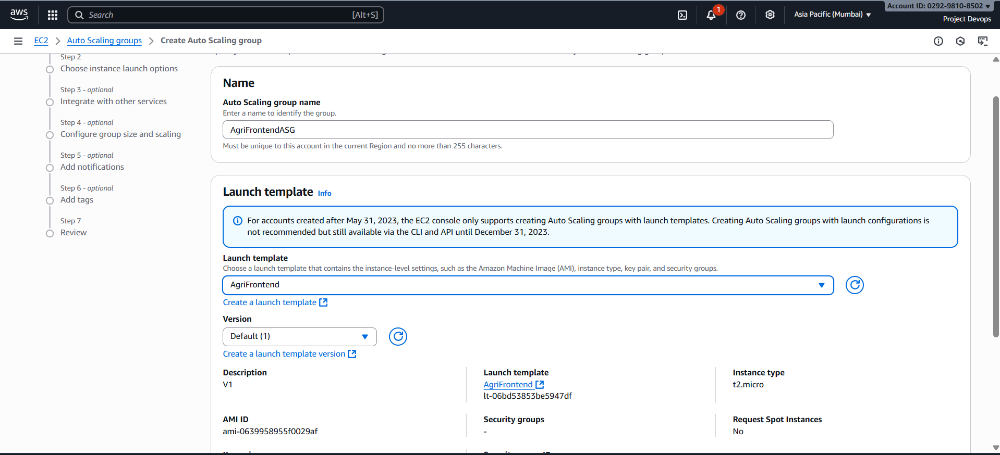 aws
Search
[Alt+S]
1
Asia Pacific (Mumbai)
Account ID: 0292-9810-8502
Project Devops
EC2
Auto Scaling groups
Create Auto Scaling group
Step 2
Choose instance launch options
Step 3 - optional
Integrate with other services
Step 4 - optional
Configure group size and scaling
Step 5 - optional
Add notifications
Step 6 - optional
Add tags
Step 7
Review
Name
Auto Scaling group name
Enter a name to identify the group.
AgriFrontendASG
Must be unique to this account in the current Region and no more than 255 characters.
Launch template Info
For accounts created after May 31, 2023, the EC2 console only supports creating Auto Scaling groups with launch templates. Creating Auto Scaling groups with launch configurations is
not recommended but still available via the CLI and API until December 31, 2023.
Launch template
Choose a launch template that contains the instance-level settings, such as the Amazon Machine Image (AMI), instance type, key pair, and security groups.
AgriFrontend
Create a launch template
Version
Default (1)
Create a launch template version
Description
V1
Launch template
AgriFrontend
lt-06bd53853be5947df
Instance type
t2.micro
AMI ID
ami-0639958955f0029af
Security groups
-
Request Spot Instances
No